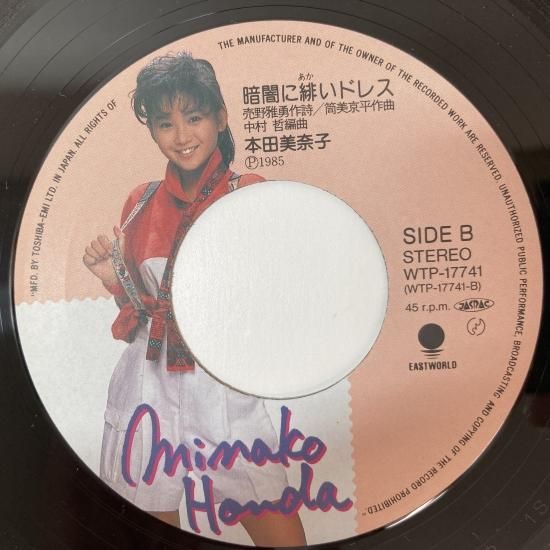 THE MANUFACTURER AND OF THE OWNER OF THE RECORDED WORK ARE RESERVED. UNAUTHORIZED PUBLIC PERFORMANCE, BROADCASTING AND COPYING OF THE RECORD PROHIBITED."
"MFD. BY TOSHIBA-EMI LTD. IN JAPAN. ALL RIGHTS OF
あか
暗闇に緋いドレス
売野雅勇作詩／筒美京平作曲
中村 哲編曲
本田美奈子
Ⓟ1985
SIDE B
STEREO
WTP-17741
(WTP-17741-B)
45 r.p.m. JASRAC
EASTWORLD
Minako
Honda